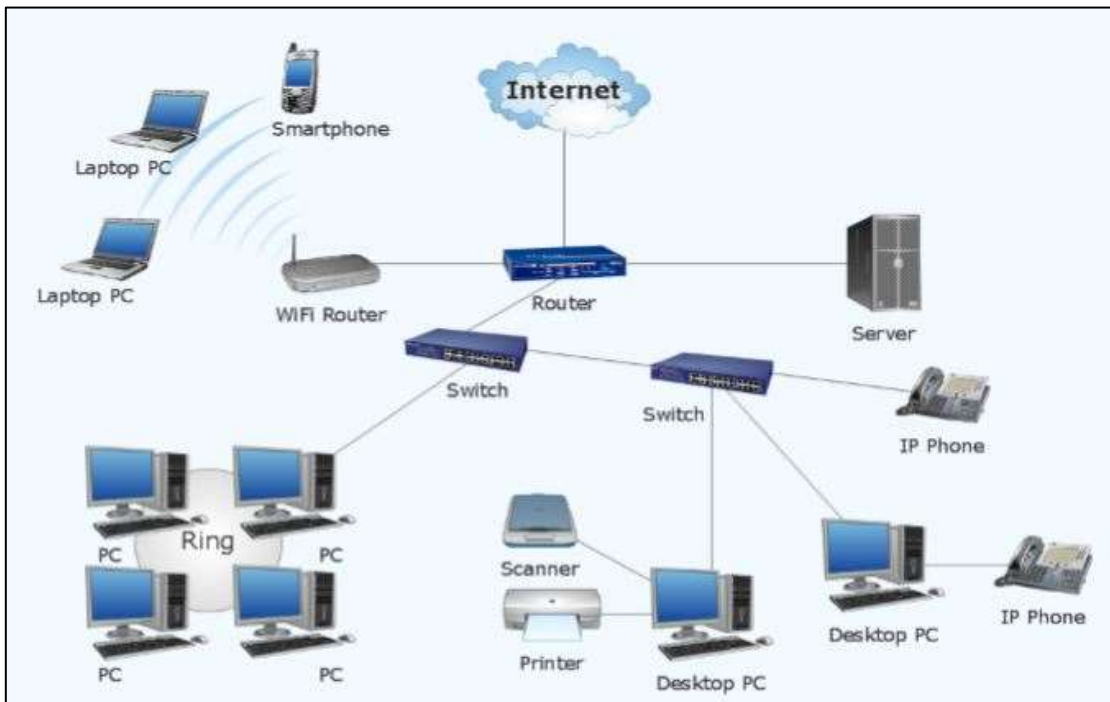 Internet
Smartphone
Laptop PC
Laptop PC
WiFi Router
Router
Server
Switch
Switch
IP Phone
PC
PC
Ring
PC
PC
Scanner
Printer
Desktop PC
Desktop PC
IP Phone